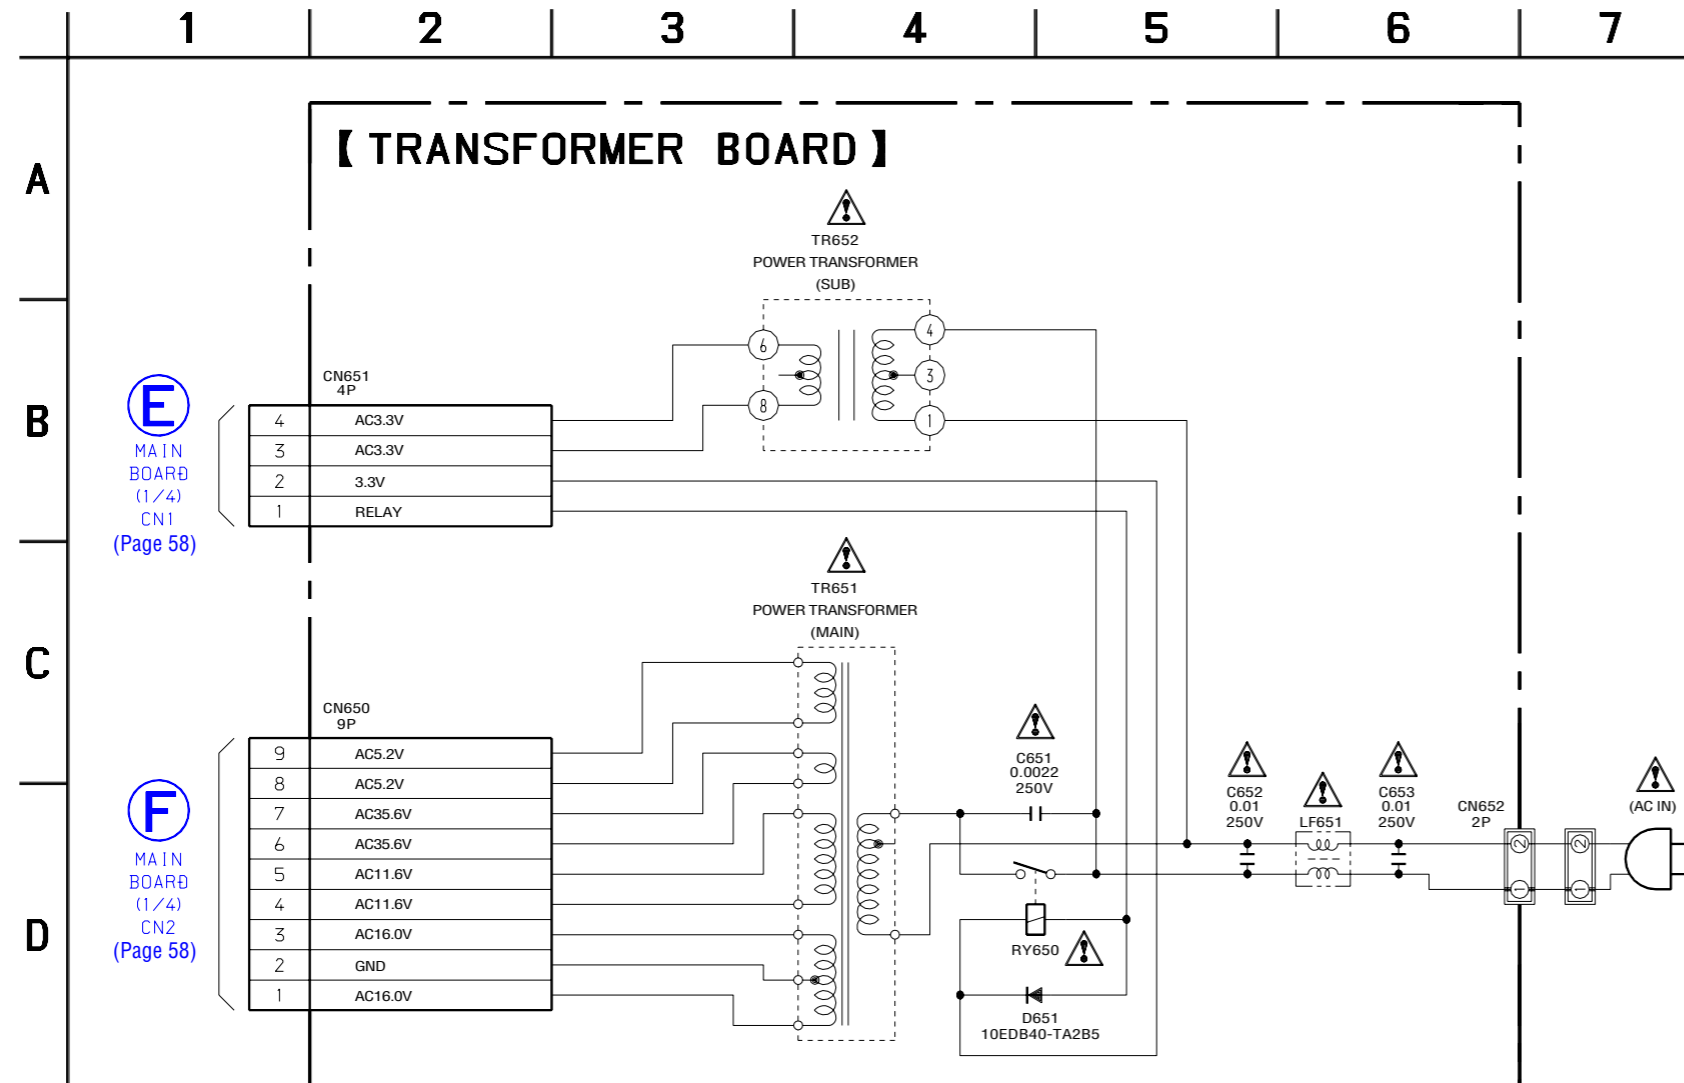 1 2 3 4 5 6 7
A
B
C
D
【 TRANSFORMER BOARD 】
TR652
POWER TRANSFORMER
(SUB)
6
8
4
3
1
E
MAIN
BOARD
(1/4)
CN1
(Page 58)
CN651
4P
4 AC3.3V
3 AC3.3V
2 3.3V
1 RELAY
TR651
POWER TRANSFORMER
(MAIN)
F
MAIN
BOARD
(1/4)
CN2
(Page 58)
CN650
9P
9 AC5.2V
8 AC5.2V
7 AC35.6V
6 AC35.6V
5 AC11.6V
4 AC11.6V
3 AC16.0V
2 GND
1 AC16.0V
C651
0.0022
250V
RY650
D651
10EDB40-TA2B5
C652
0.01
250V
LF651
C653
0.01
250V
CN652
2P
2
1
2
1
(AC IN)